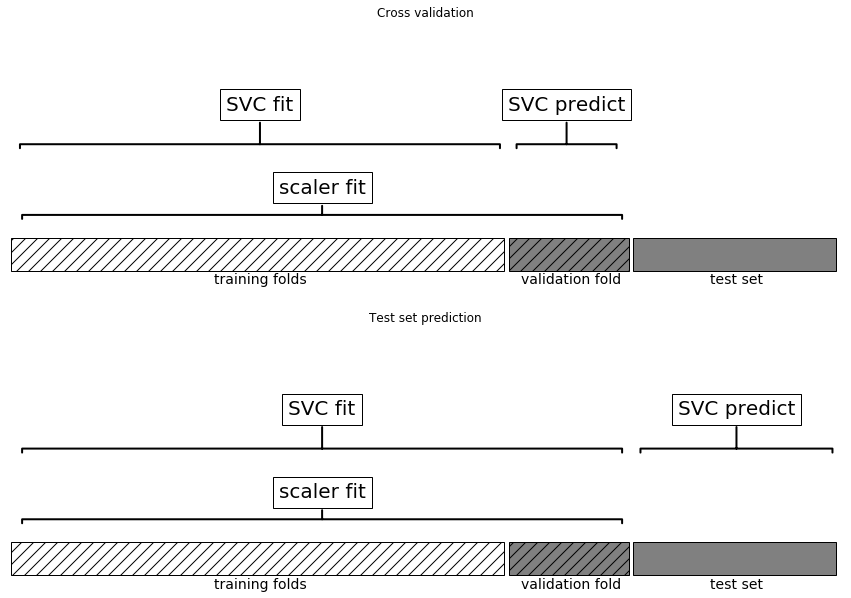 Cross validation
SVC fit
SVC predict
scaler fit
training folds
validation fold
test set
Test set prediction
SVC fit
SVC predict
scaler fit
training folds
validation fold
test set